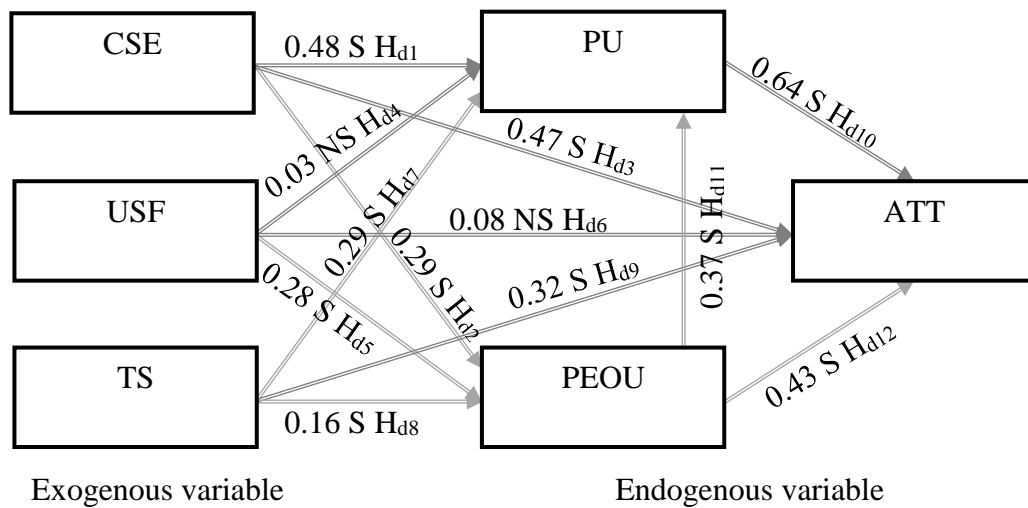 CSE
PU
0.48 S Hd1
0.64 S Hd10
0.03 NS Hd4
0.47 S Hd3
0.29 S Hd7
0.37 S Hd11
USF
ATT
0.08 NS Hd6
0.29 S Hd2
0.28 S Hd5
0.32 S Hd9
TS
PEOU
0.43 S Hd12
0.16 S Hd8
Exogenous variable
Endogenous variable